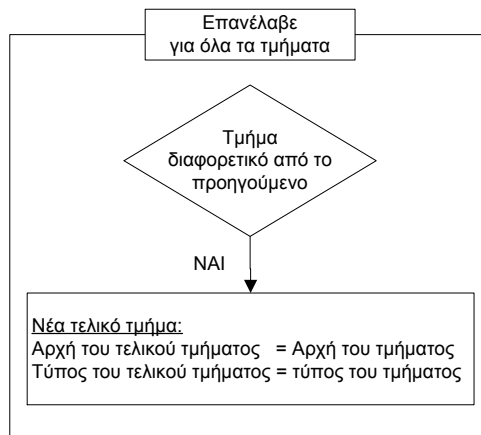 Επανέλαβε
για όλα τα τμήματα
Τμήμα
διαφορετικό από το
προηγούμενο
ΝΑΙ
Νέα τελικό τμήμα:
Αρχή του τελικού τμήματος = Αρχή του τμήματος
Τύπος του τελικού τμήματος = τύπος του τμήματος